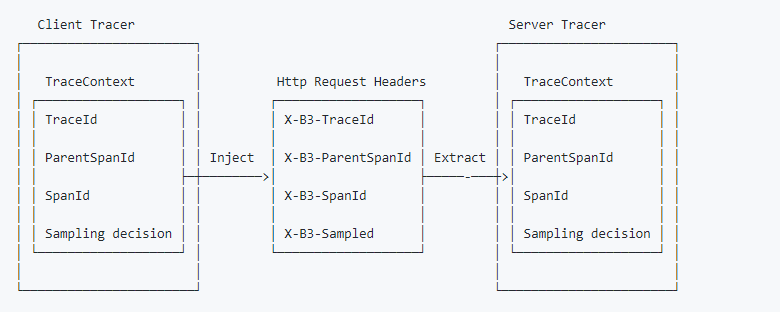 Client Tracer Server Tracer
TraceContext Http Request Headers TraceContext
TraceId X-B3-TraceId TraceId
ParentSpanId Inject X-B3-ParentSpanId Extract ParentSpanId
SpanId X-B3-SpanId SpanId
Sampling decision X-B3-Sampled Sampling decision